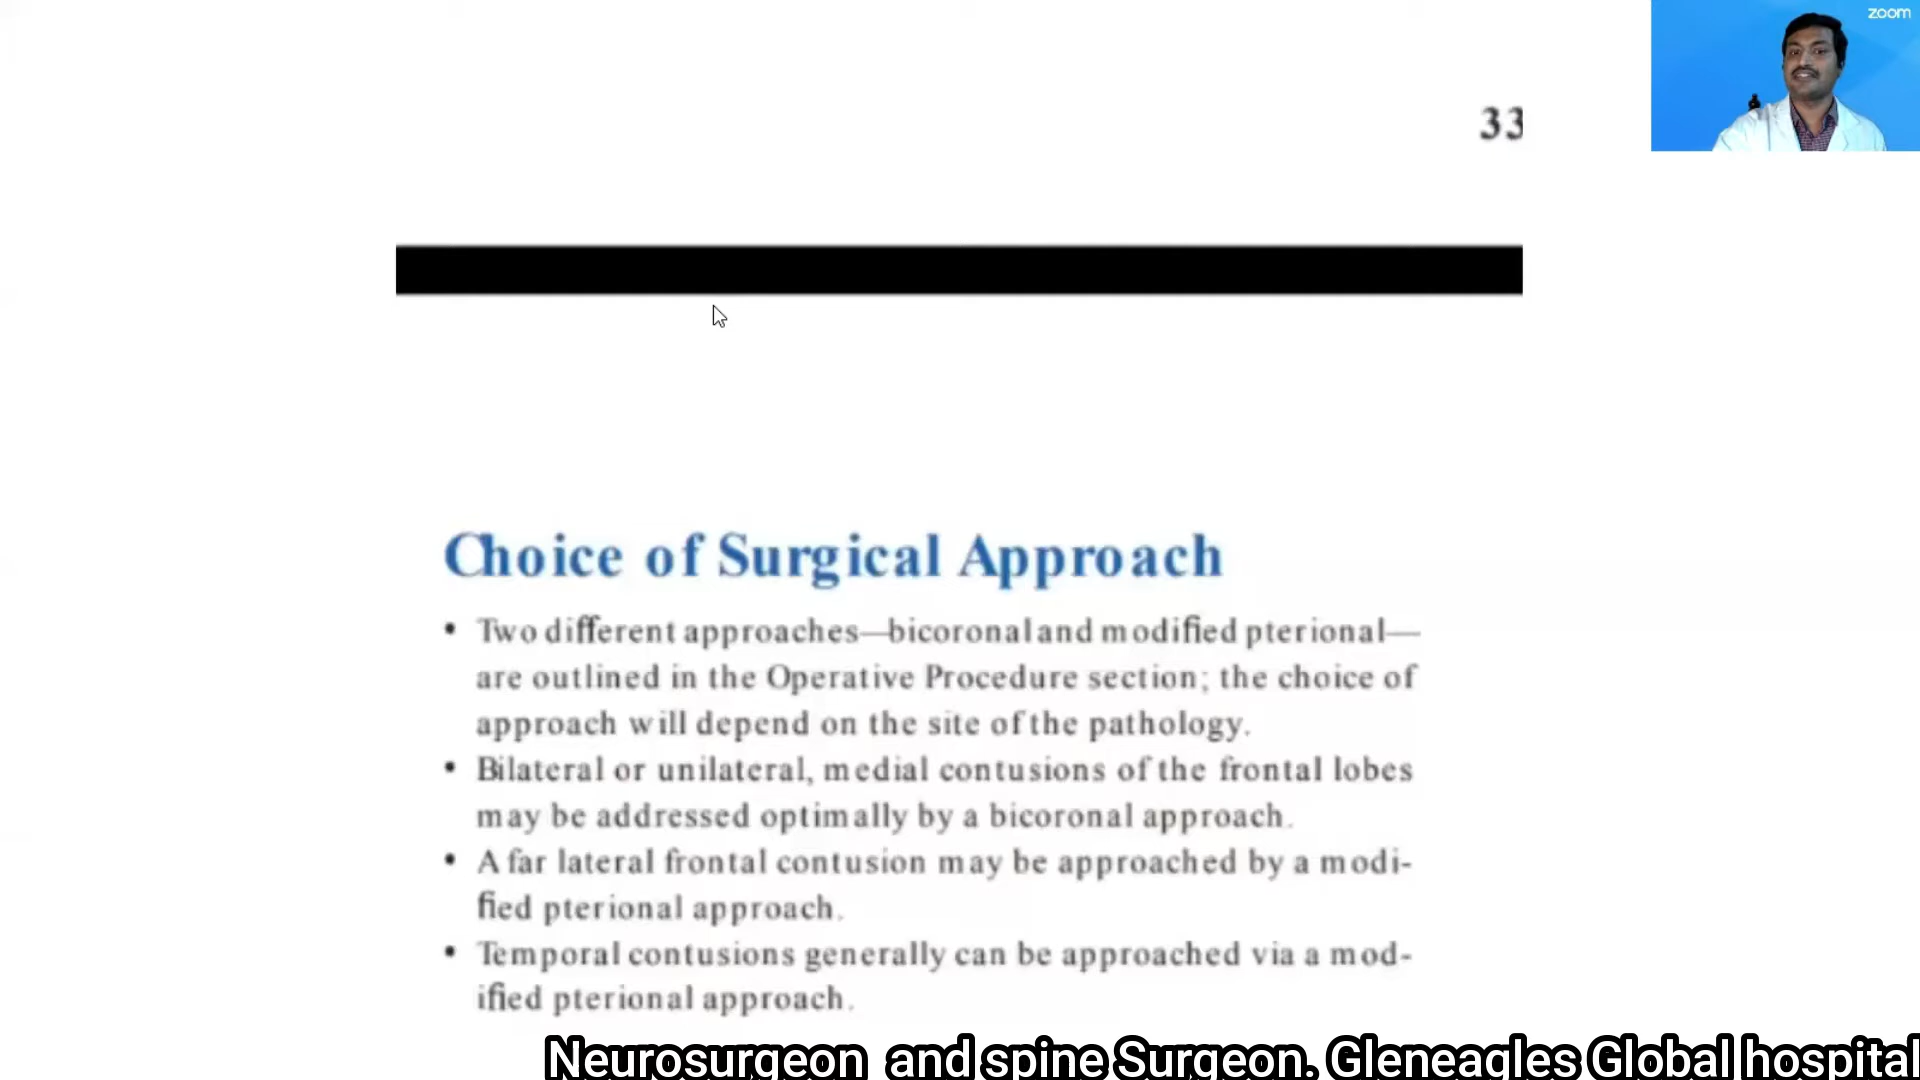 zoom
33
Choice of Surgical Approach
• Two different approaches—bicoronal and modified pterional—
are outlined in the Operative Procedure section; the choice of
approach will depend on the site of the pathology.
• Bilateral or unilateral, medial contusions of the frontal lobes
may be addressed optimally by a bicoronal approach.
• A far lateral frontal contusion may be approached by a modi-
fied pterional approach.
• Temporal contusions generally can be approached via a mod-
ified pterional approach.
Neurosurgeon and spine Surgeon. Gleneagles Global hospital